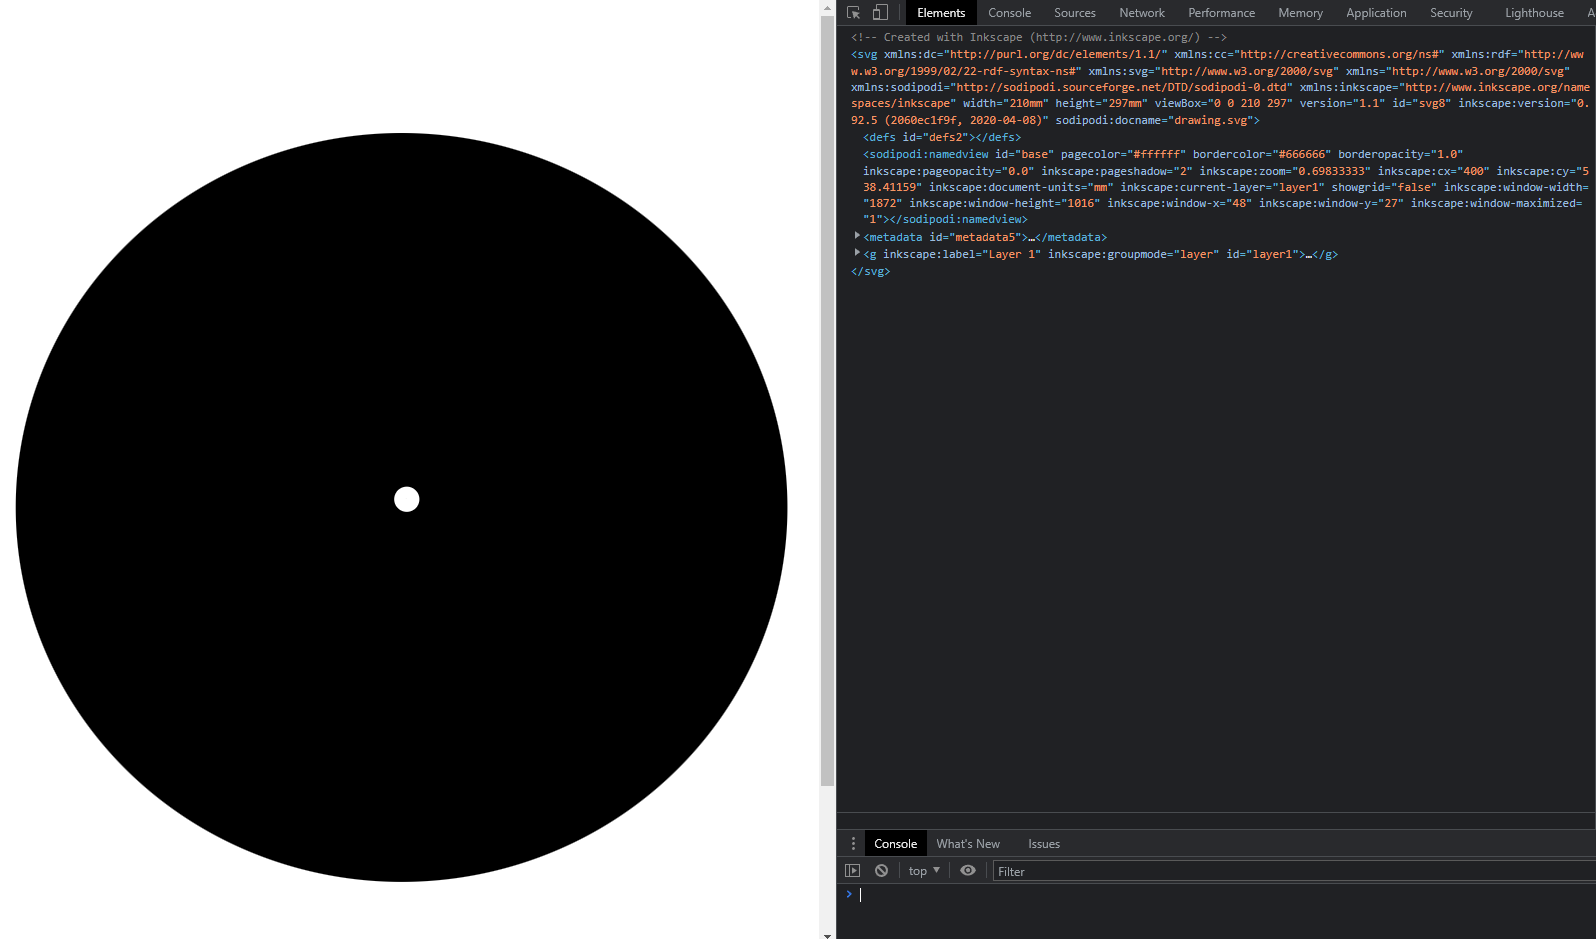 Elements Console Sources Network Performance Memory Application Security Lighthouse
<!-- Created with Inkscape (http://www.inkscape.org/) -->
<svg xmlns:dc="http://purl.org/dc/elements/1.1/" xmlns:cc="http://creativecommons.org/ns#" xmlns:rdf="http://ww
w.w3.org/1999/02/22-rdf-syntax-ns#" xmlns:svg="http://www.w3.org/2000/svg" xmlns="http://www.w3.org/2000/svg"
xmlns:sodipodi="http://sodipodi.sourceforge.net/DTD/sodipodi-0.dtd" xmlns:inkscape="http://www.inkscape.org/name
spaces/inkscape" width="210mm" height="297mm" viewBox="0 0 210 297" version="1.1" id="svg8" inkscape:version="0.
92.5 (2060ec1f9f, 2020-04-08)" sodipodi:docname="drawing.svg">
<defs id="defs2"></defs>
<sodipodi:namedview id="base" pagecolor="#ffffff" bordercolor="#666666" borderopacity="1.0"
inkscape:pageopacity="0.0" inkscape:pageshadow="2" inkscape:zoom="0.69833333" inkscape:cx="400" inkscape:cy="5
38.41159" inkscape:document-units="mm" inkscape:current-layer="layer1" showgrid="false" inkscape:window-width=
"1872" inkscape:window-height="1016" inkscape:window-x="48" inkscape:window-y="27" inkscape:window-maximized=
"1"></sodipodi:namedview>
<metadata id="metadata5">…</metadata>
<g inkscape:label="Layer 1" inkscape:groupmode="layer" id="layer1">…</g>
</svg>
Console What's New Issues
top Filter